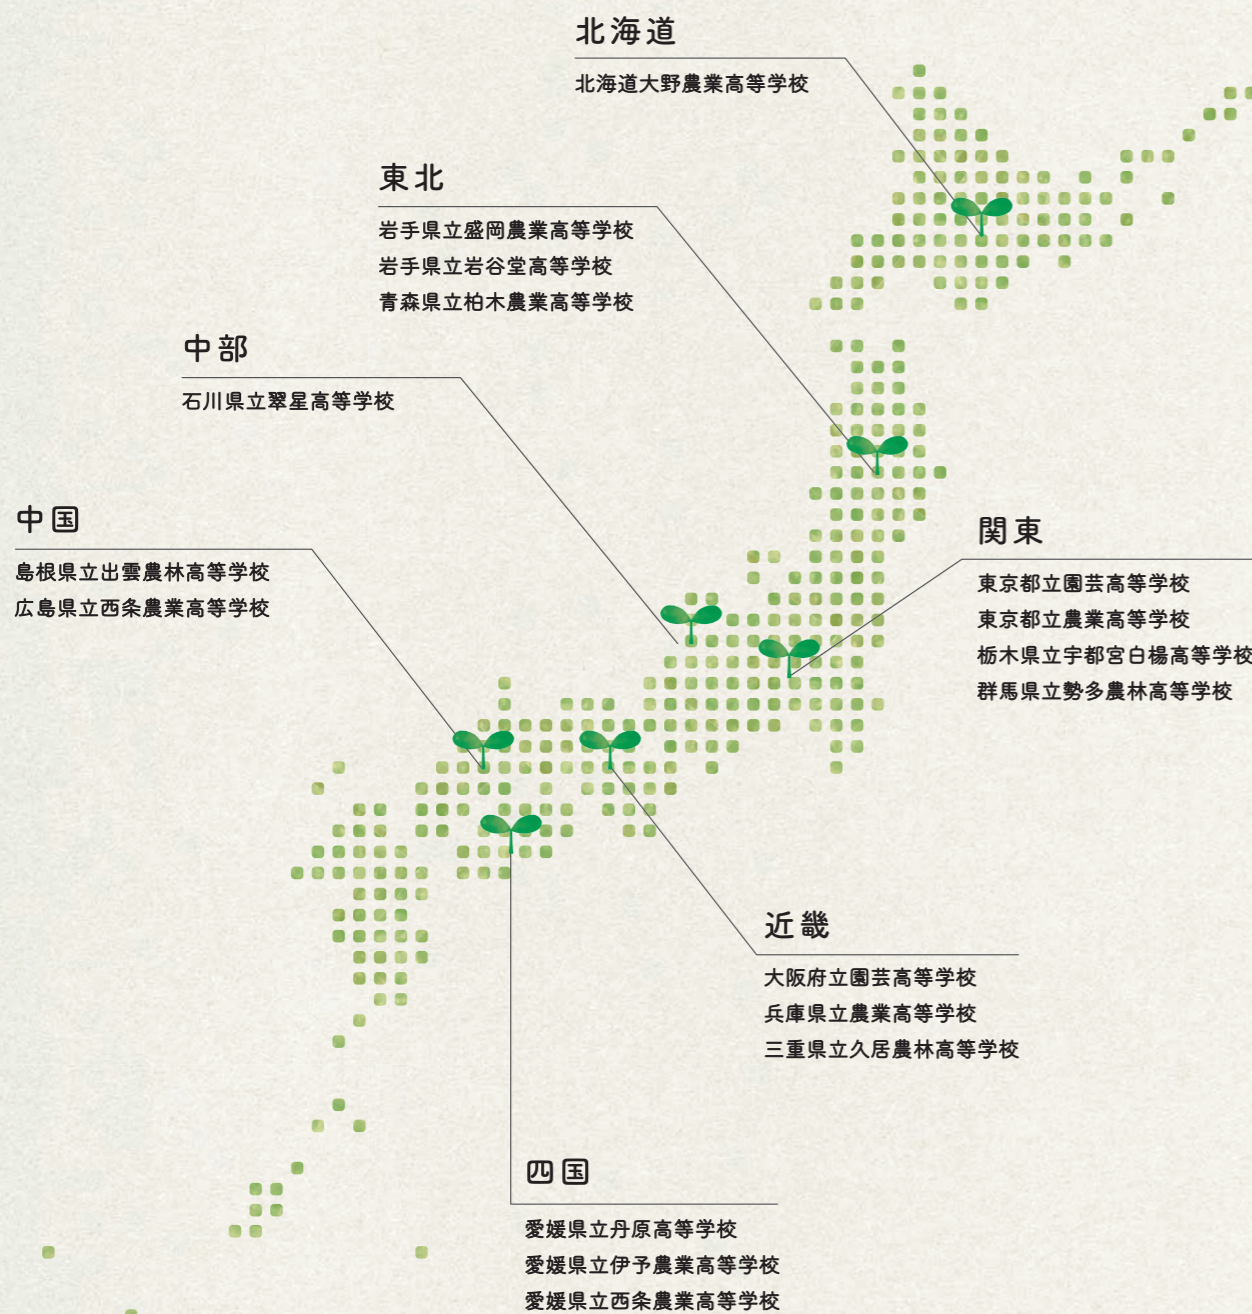 北海道
北海道大野農業高等学校
東北
岩手県立盛岡農業高等学校
岩手県立岩谷堂高等学校
青森県立柏木農業高等学校
中部
石川県立翠星高等学校
中国
島根県立出雲農林高等学校
広島県立西条農業高等学校
関東
東京都立園芸高等学校
東京都立農業高等学校
栃木県立宇都宮白楊高等学校
群馬県立勢多農林高等学校
近畿
大阪府立園芸高等学校
兵庫県立農業高等学校
三重県立久居農林高等学校
四国
愛媛県立丹原高等学校
愛媛県立伊予農業高等学校
愛媛県立西条農業高等学校